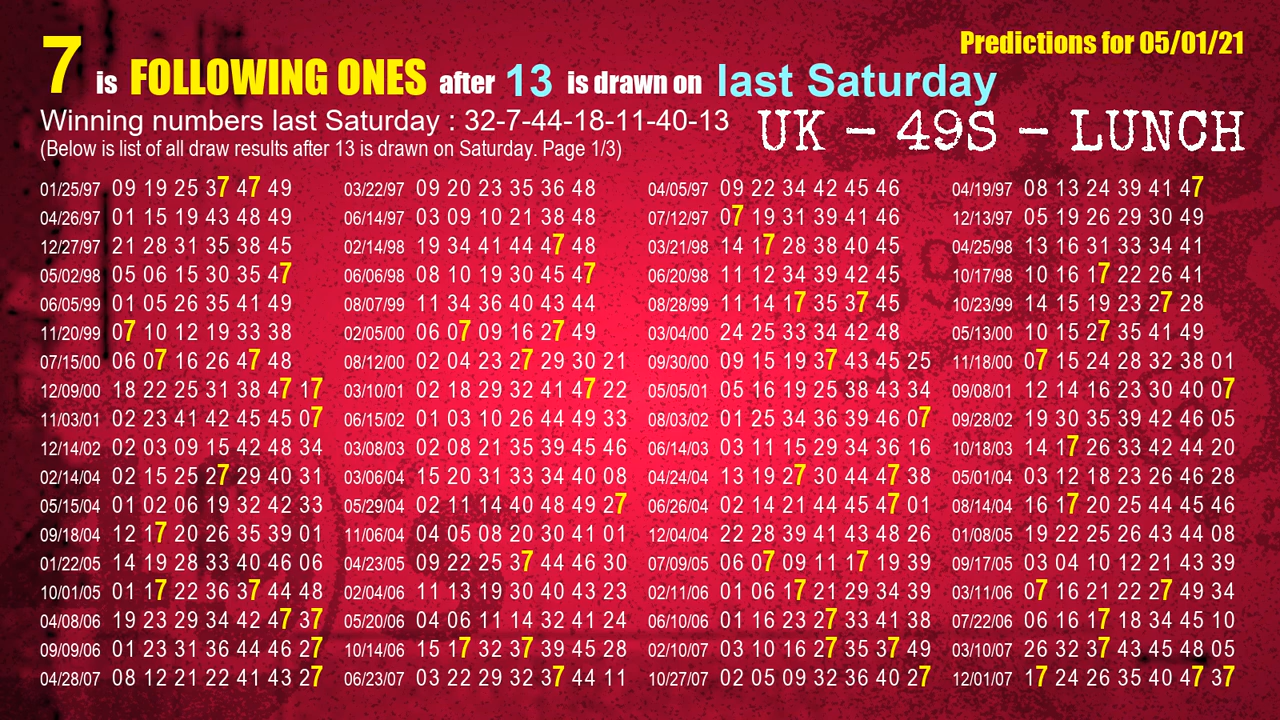 Predictions for 05/01/21
7 is FOLLOWING ONES after 13 is drawn on last Saturday
Winning numbers last Saturday : 32-7-44-18-11-40-13
UK - 49S - LUNCH
(Below is list of all draw results after 13 is drawn on Saturday. Page 1/3)
01/25/97 09 19 25 37 47 49 03/22/97 09 20 23 35 36 48 04/05/97 09 22 34 42 45 46 04/19/97 08 13 24 39 41 47
04/26/97 01 15 19 43 48 49 06/14/97 03 09 10 21 38 48 07/12/97 07 19 31 39 41 46 12/13/97 05 19 26 29 30 49
12/27/97 21 28 31 35 38 45 02/14/98 19 34 41 44 47 48 03/21/98 14 17 28 38 40 45 04/25/98 13 16 31 33 34 41
05/02/98 05 06 15 30 35 47 06/06/98 08 10 19 30 45 47 06/20/98 11 12 34 39 42 45 10/17/98 10 16 17 22 26 41
06/05/99 01 05 26 35 41 49 08/07/99 11 34 36 40 43 44 08/28/99 11 14 17 35 37 45 10/23/99 14 15 19 23 27 28
11/20/99 07 10 12 19 33 38 02/05/00 06 07 09 16 27 49 03/04/00 24 25 33 34 42 48 05/13/00 10 15 27 35 41 49
07/15/00 06 07 16 26 47 48 08/12/00 02 04 23 27 29 30 21 09/30/00 09 15 19 37 43 45 25 11/18/00 07 15 24 28 32 38 01
12/09/00 18 22 25 31 38 47 17 03/10/01 02 18 29 32 41 47 22 05/05/01 05 16 19 25 38 43 34 09/08/01 12 14 16 23 30 40 07
11/03/01 02 23 41 42 45 45 07 06/15/02 01 03 10 26 44 49 33 08/03/02 01 25 34 36 39 46 07 09/28/02 19 30 35 39 42 46 05
12/14/02 02 03 09 15 42 48 34 03/08/03 02 08 21 35 39 45 46 06/14/03 03 11 15 29 34 36 16 10/18/03 14 17 26 33 42 44 20
02/14/04 02 15 25 27 29 40 31 03/06/04 15 20 31 33 34 40 08 04/24/04 13 19 27 30 44 47 38 05/01/04 03 12 18 23 26 46 28
05/15/04 01 02 06 19 32 42 33 05/29/04 02 11 14 40 48 49 27 06/26/04 02 14 21 44 45 47 01 08/14/04 16 17 20 25 44 45 46
09/18/04 12 17 20 26 35 39 01 11/06/04 04 05 08 20 30 41 01 12/04/04 22 28 39 41 43 48 26 01/08/05 19 22 25 26 43 44 08
01/22/05 14 19 28 33 40 46 06 04/23/05 09 22 25 37 44 46 30 07/09/05 06 07 09 11 17 19 39 09/17/05 03 04 10 12 21 43 39
10/01/05 01 17 22 36 37 44 48 02/04/06 11 13 19 30 40 43 23 02/11/06 01 06 17 21 29 34 39 03/11/06 07 16 21 22 27 49 34
04/08/06 19 23 29 34 42 47 37 05/20/06 04 06 11 14 32 41 24 06/10/06 01 16 23 27 33 41 38 07/22/06 06 16 17 18 34 45 10
09/09/06 01 23 31 36 44 46 27 10/14/06 15 17 32 37 39 45 28 02/10/07 03 10 16 27 35 37 49 03/10/07 26 32 37 43 45 48 05
04/28/07 08 12 21 22 41 43 27 06/23/07 03 22 29 32 37 44 11 10/27/07 02 05 09 32 36 40 27 12/01/07 17 24 26 35 40 47 37